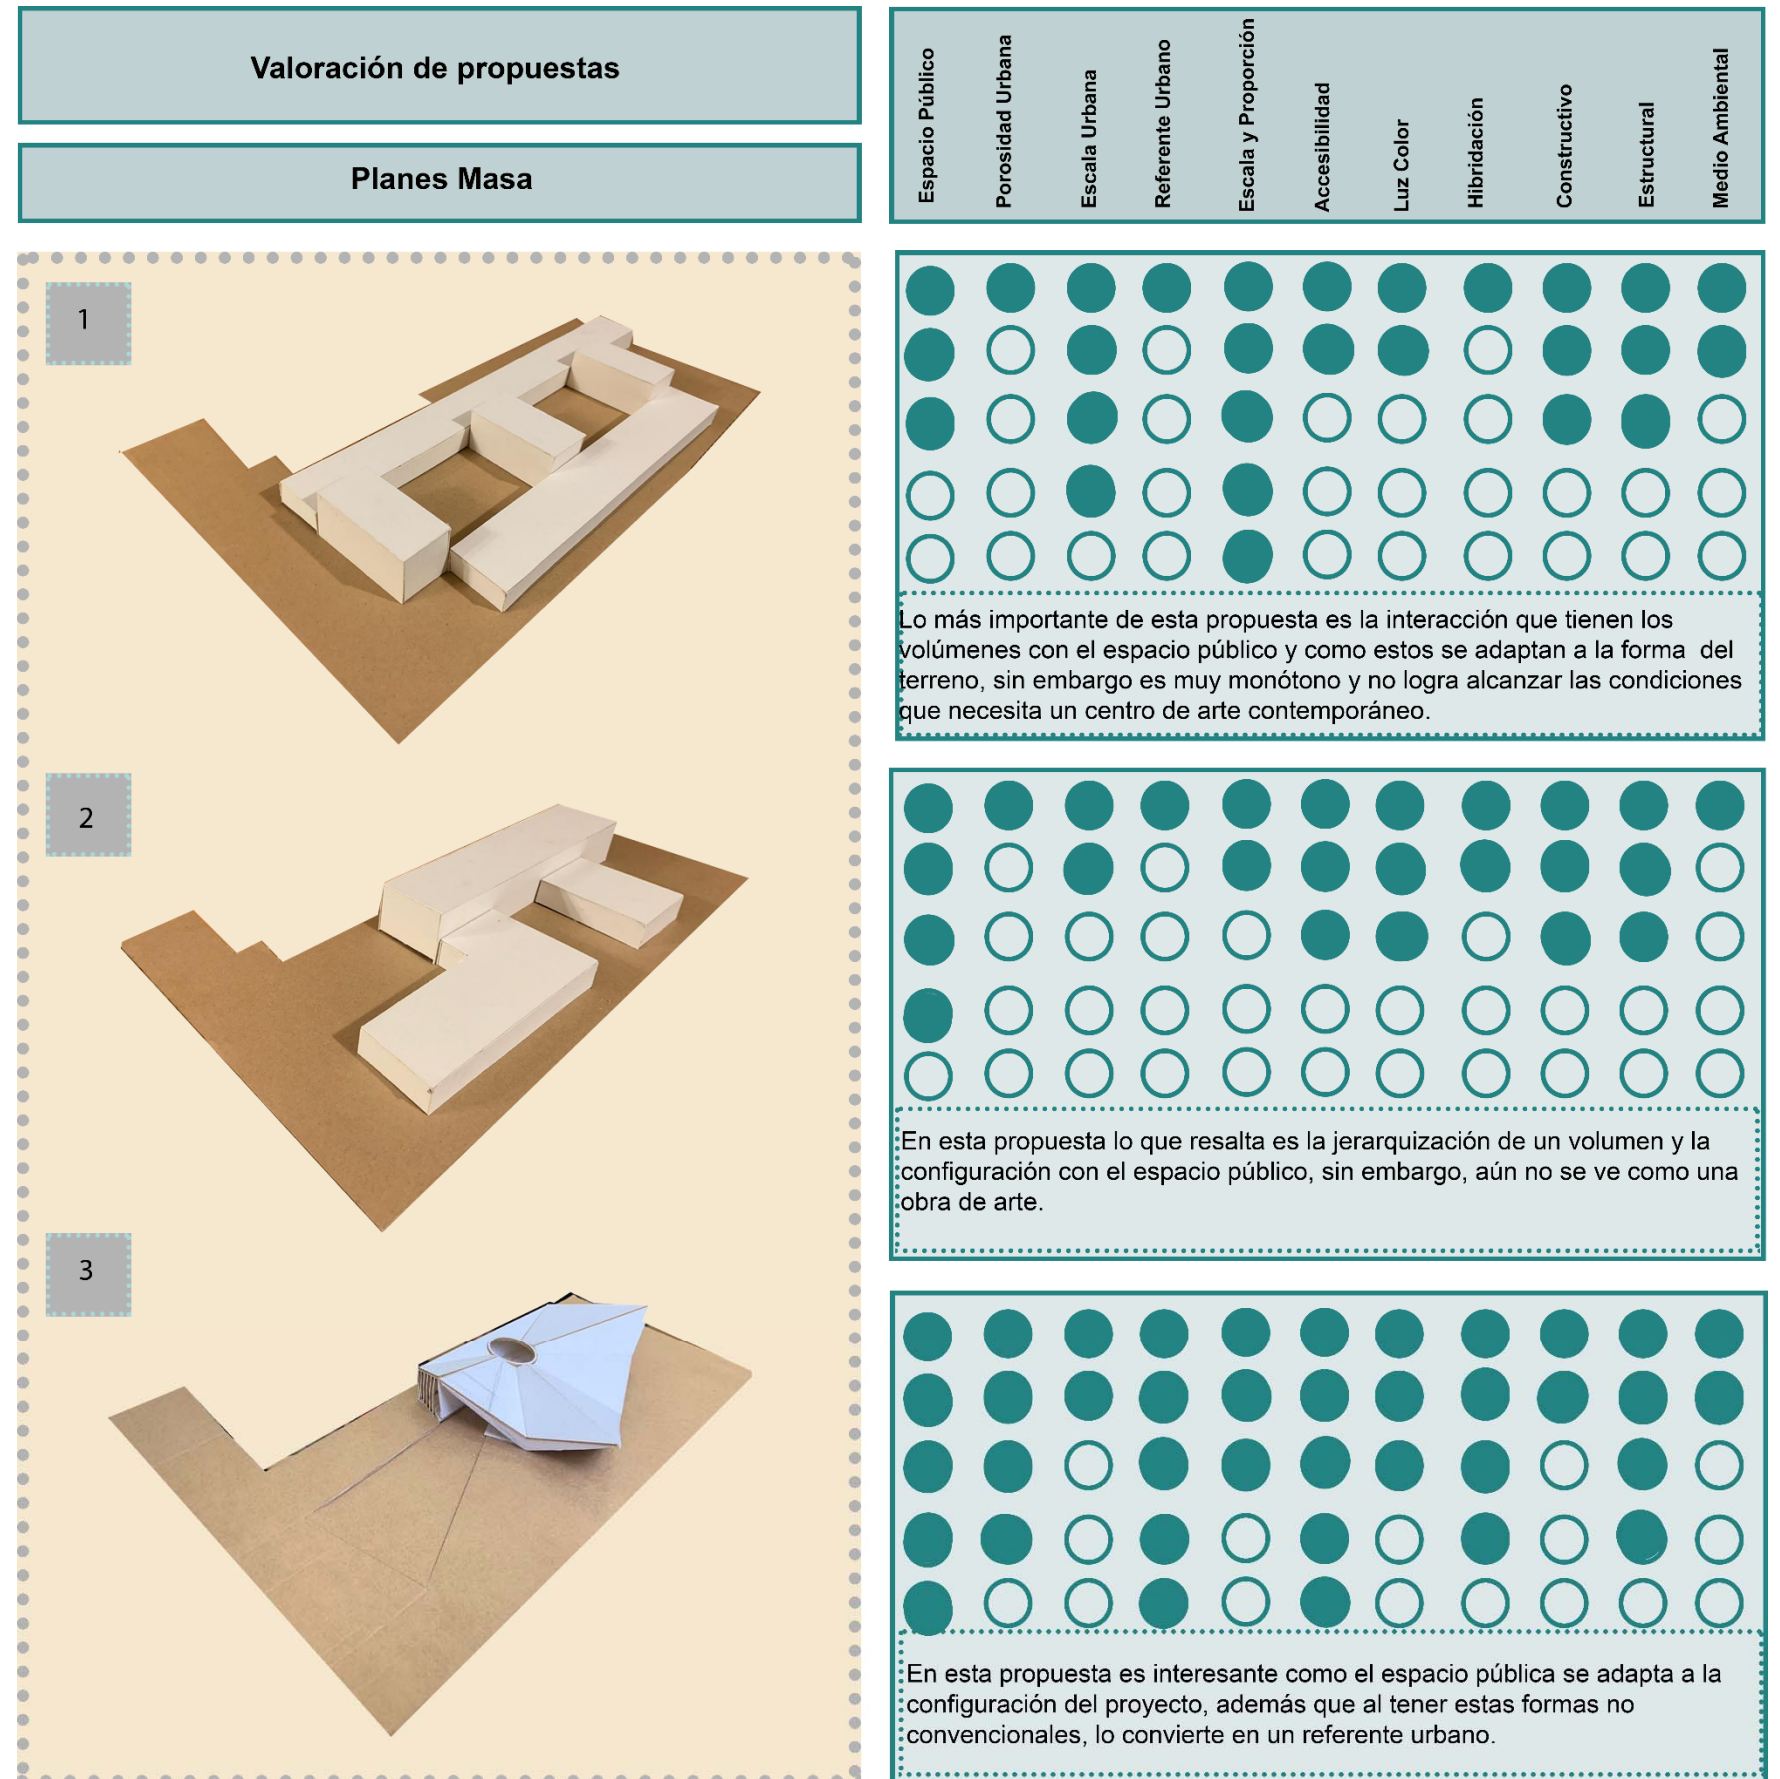 Valoración de propuestas
Planes Masa
Espacio Público
Porosidad Urbana
Escala Urbana
Referente Urbano
Escala y Proporción
Accesibilidad
Luz Color
Hibridación
Constructivo
Estructural
Medio Ambiental
1
Lo más importante de esta propuesta es la interacción que tienen los
volúmenes con el espacio público y como estos se adaptan a la forma del
terreno, sin embargo es muy monótono y no logra alcanzar las condiciones
que necesita un centro de arte contemporáneo.
2
En esta propuesta lo que resalta es la jerarquización de un volumen y la
configuración con el espacio público, sin embargo, aún no se ve como una
obra de arte.
3
En esta propuesta es interesante como el espacio pública se adapta a la
configuración del proyecto, además que al tener estas formas no
convencionales, lo convierte en un referente urbano.